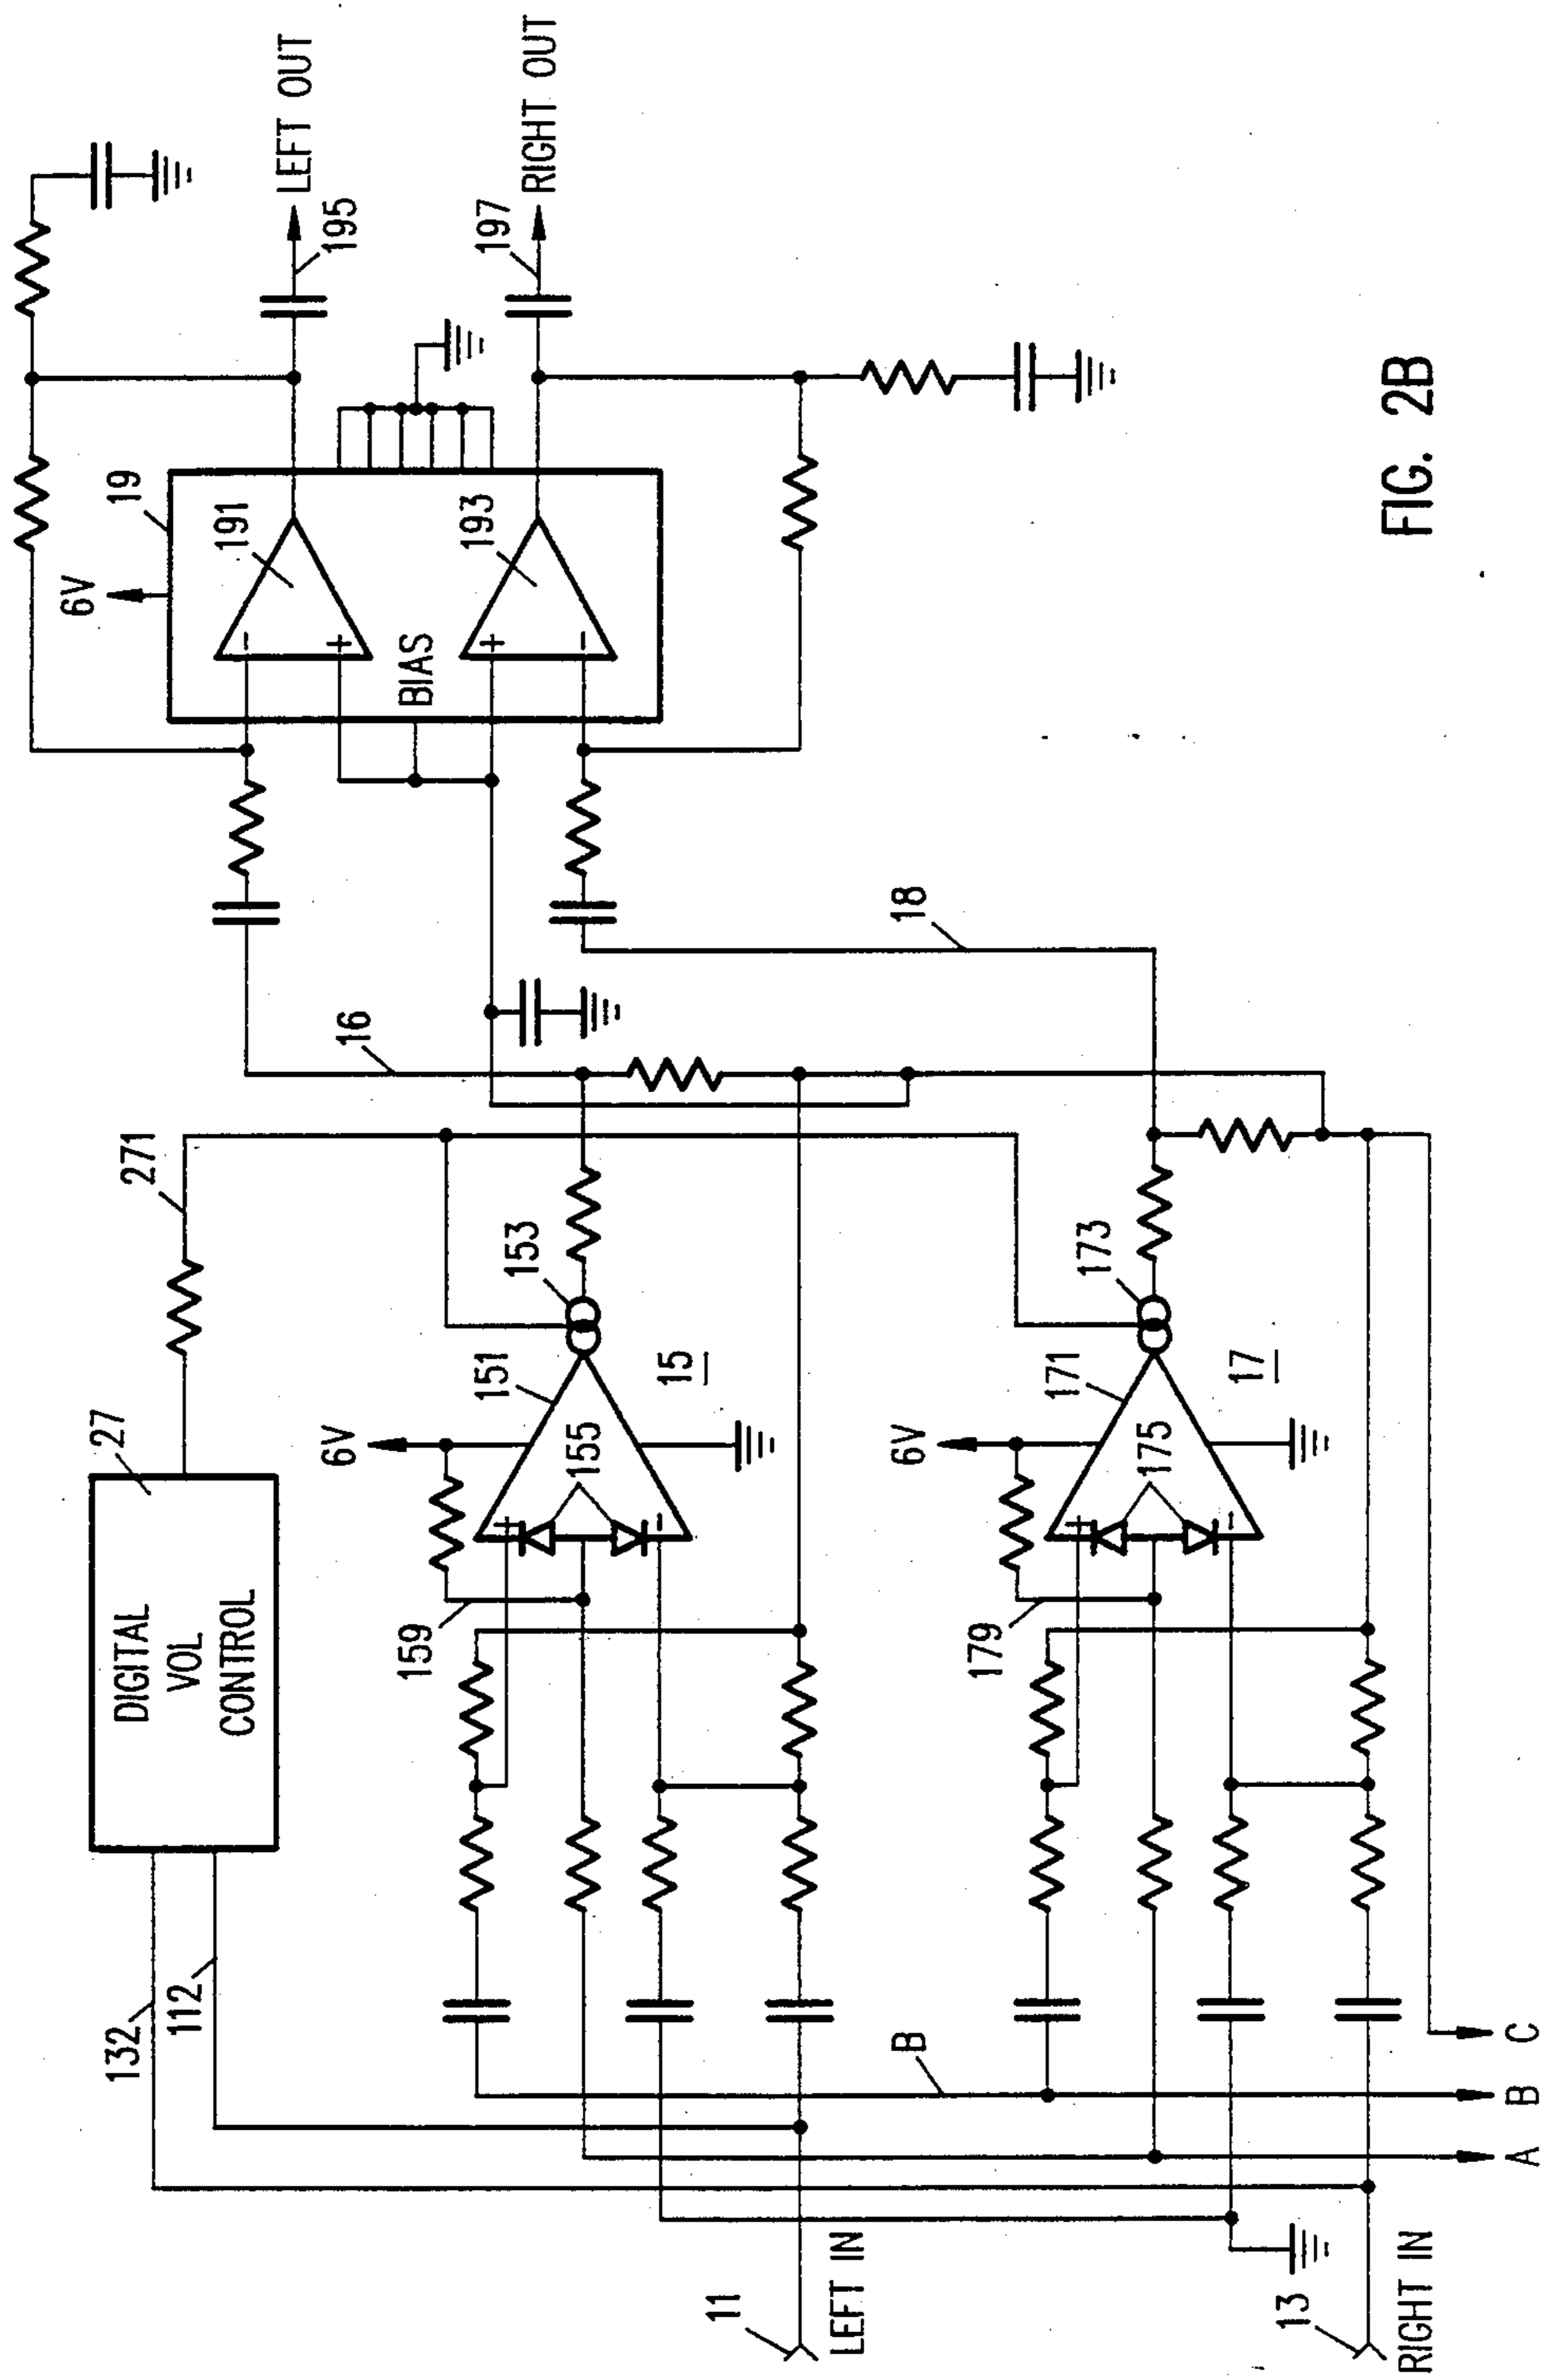 132
112
DIGITAL
VOL
CONTROL
27
271
6V
19
191
-
+
BIAS
+
193
-
LEFT OUT
195
RIGHT OUT
197
16
18
159
6V
151
153
155
15
+
-
179
6V
171
173
175
17
+
-
B
11
LEFT IN
13
RIGHT IN
A
B
C
FIG. 2B